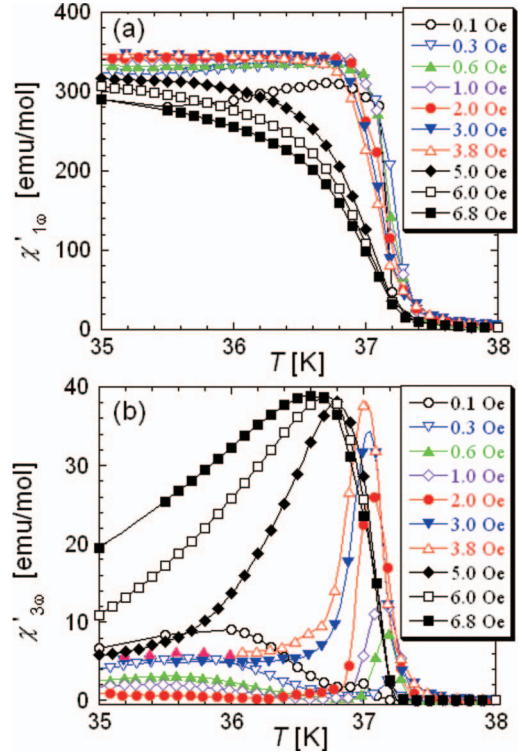 (a)
400
300
200
100
0
χ'1ω [emu/mol]
35
36
37
38
T [K]
0.1 Oe
0.3 Oe
0.6 Oe
1.0 Oe
2.0 Oe
3.0 Oe
3.8 Oe
5.0 Oe
6.0 Oe
6.8 Oe
(b)
40
30
20
10
0
χ'3ω [emu/mol]
35
36
37
38
T [K]
0.1 Oe
0.3 Oe
0.6 Oe
1.0 Oe
2.0 Oe
3.0 Oe
3.8 Oe
5.0 Oe
6.0 Oe
6.8 Oe